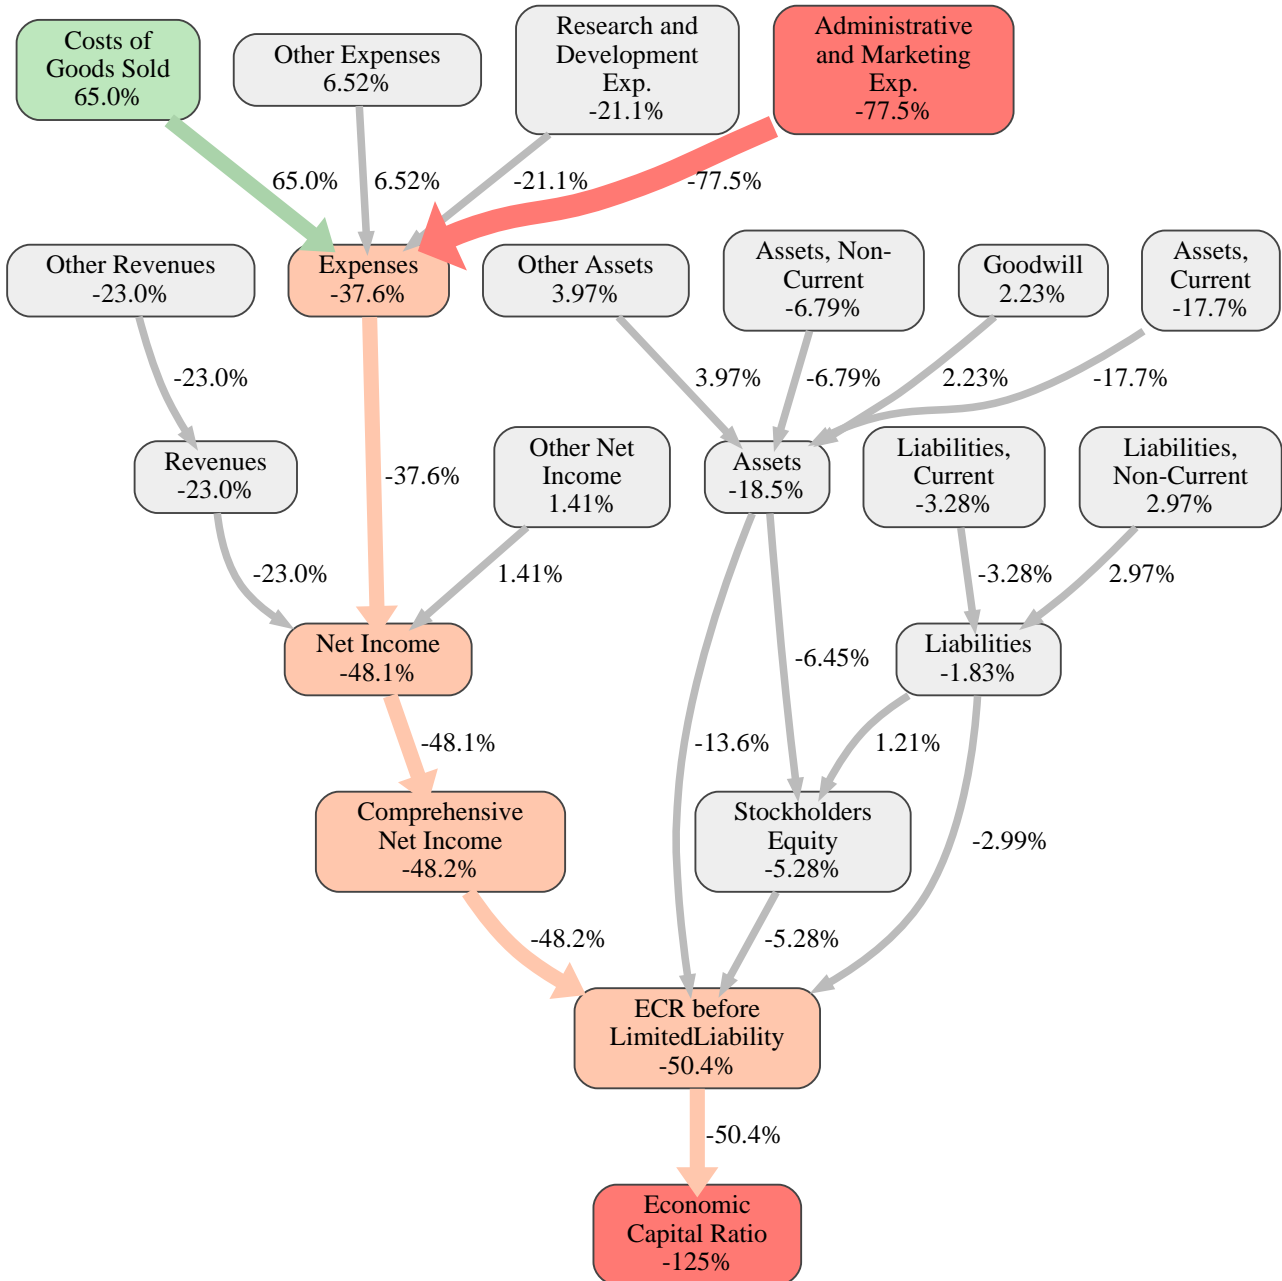 Costs of
Goods Sold
65.0%
Other Expenses
6.52%
Research and
Development
Exp.
-21.1%
Administrative
and Marketing
Exp.
-77.5%
65.0%
6.52%
-21.1%
-77.5%
Other Revenues
-23.0%
Expenses
-37.6%
Other Assets
3.97%
Assets, Non-
Current
-6.79%
Goodwill
2.23%
Assets,
Current
-17.7%
-23.0%
3.97%
-6.79%
2.23%
-17.7%
Revenues
-23.0%
-37.6%
Other Net
Income
1.41%
Assets
-18.5%
Liabilities,
Current
-3.28%
Liabilities,
Non-Current
2.97%
-23.0%
1.41%
-3.28%
2.97%
Net Income
-48.1%
-6.45%
Liabilities
-1.83%
-48.1%
-13.6%
1.21%
Comprehensive
Net Income
-48.2%
Stockholders
Equity
-5.28%
-2.99%
-48.2%
-5.28%
ECR before
LimitedLiability
-50.4%
-50.4%
Economic
Capital Ratio
-125%